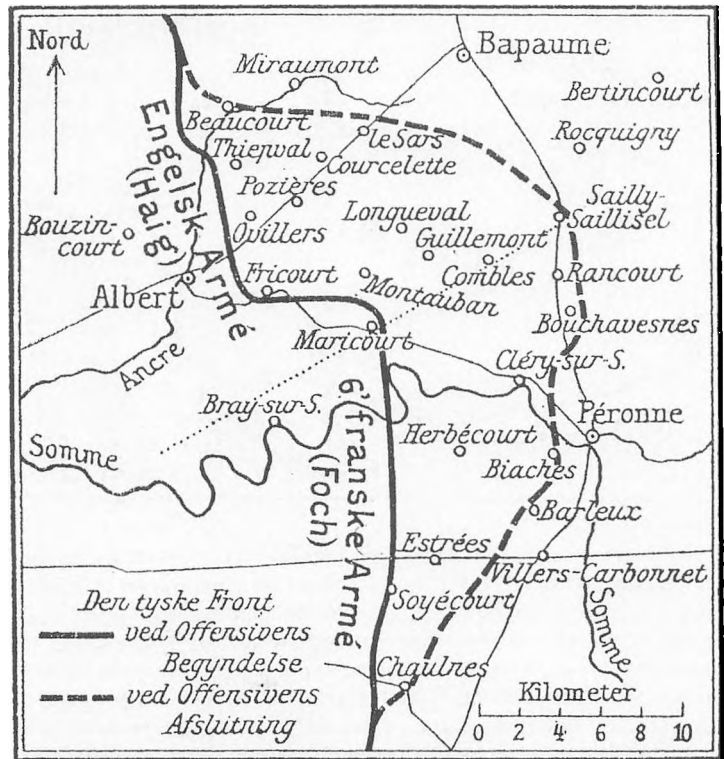 Nord
Bapaume
Miraumont
Bertincourt
Beaucourt
le Sars
Rocquigny
Thiepval
Courcelette
Engelsk Armé
(Haig)
Pozières
Sailly-
Saillisel
Bouzin-
court
Ovillers
Longueval
Guillemont
Combles
Rancourt
Albert
Fricourt
Montauban
Bouchavesnes
Maricourt
Ancre
Cléry-sur-S.
Bray-sur-S.
Péronne
Somme
6' franske Armé
(Foch)
Herbécourt
Biaches
Barleux
Estrées
Villers-Carbonnet
Soyécourt
Somme
Chaulnes
Den tyske Front
ved Offensivens
Begyndelse
ved Offensivens
Afslutning
Kilometer
0 2 4 6 8 10